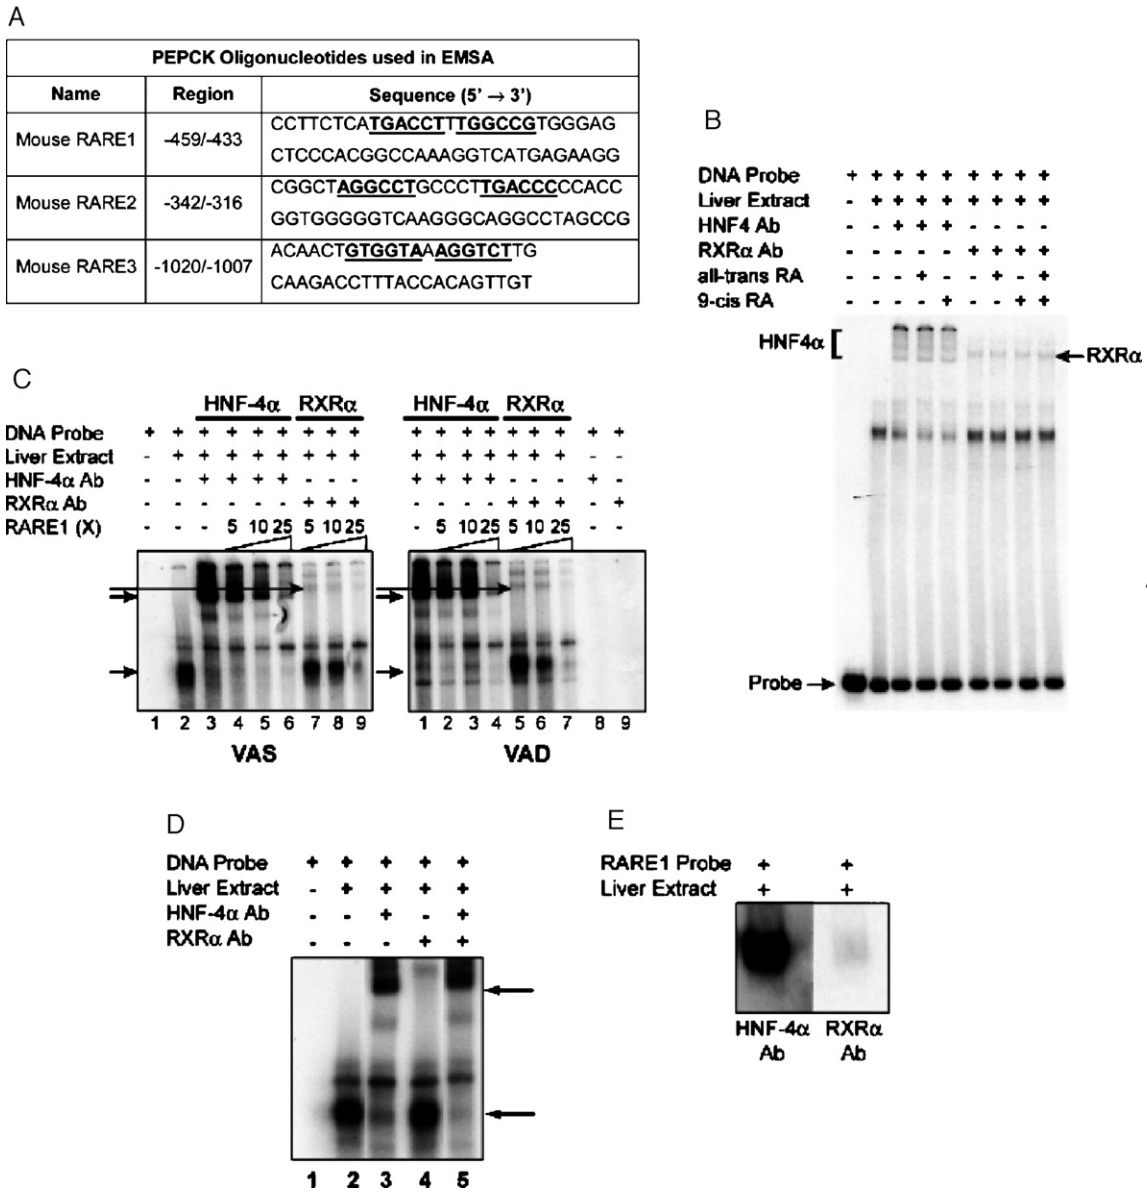 A
PEPCK Oligonucleotides used in EMSA
Name Region Sequence (5' → 3')
Mouse RARE1 -459/-433 CCTTCTCATGACCTTTGGCCGTGGGAG
CTCCCACGGCCAAAGGTCATGAGAAGG
Mouse RARE2 -342/-316 CGGCTAGGCCTGCCCTTGACCCCCACC
GGTGGGGGTCAAGGGCAGGCCTAGCCG
Mouse RARE3 -1020/-1007 ACAACTGTGGTAAAGGTCTTG
CAAGACCTTTACCACAGTTGT
B
DNA Probe + + + + + + + + +
Liver Extract - + + + + + + + +
HNF4 Ab - - + + + - - - -
RXRα Ab - - - - - + + + +
all-trans RA - - - + - - + - +
9-cis RA - - - - + - - + +
HNF4α [
←RXRα
Probe →
C
HNF-4α RXRα HNF-4α RXRα
DNA Probe + + + + + + + + + + + + + + + + + +
Liver Extract - + + + + + + + + + + + + + + + - -
HNF-4α Ab - - + + + + - - - + + + + - - - + -
RXRα Ab - - - - - - + + + - - - - + + + - +
RARE1 (X) - - - 5 10 25 5 10 25 - 5 10 25 5 10 25 - -
1 2 3 4 5 6 7 8 9 1 2 3 4 5 6 7 8 9
VAS VAD
D
DNA Probe + + + + +
Liver Extract - + + + +
HNF-4α Ab - - + - +
RXRα Ab - - - + +
1 2 3 4 5
E
RARE1 Probe + +
Liver Extract + +
HNF-4α RXRα
Ab Ab